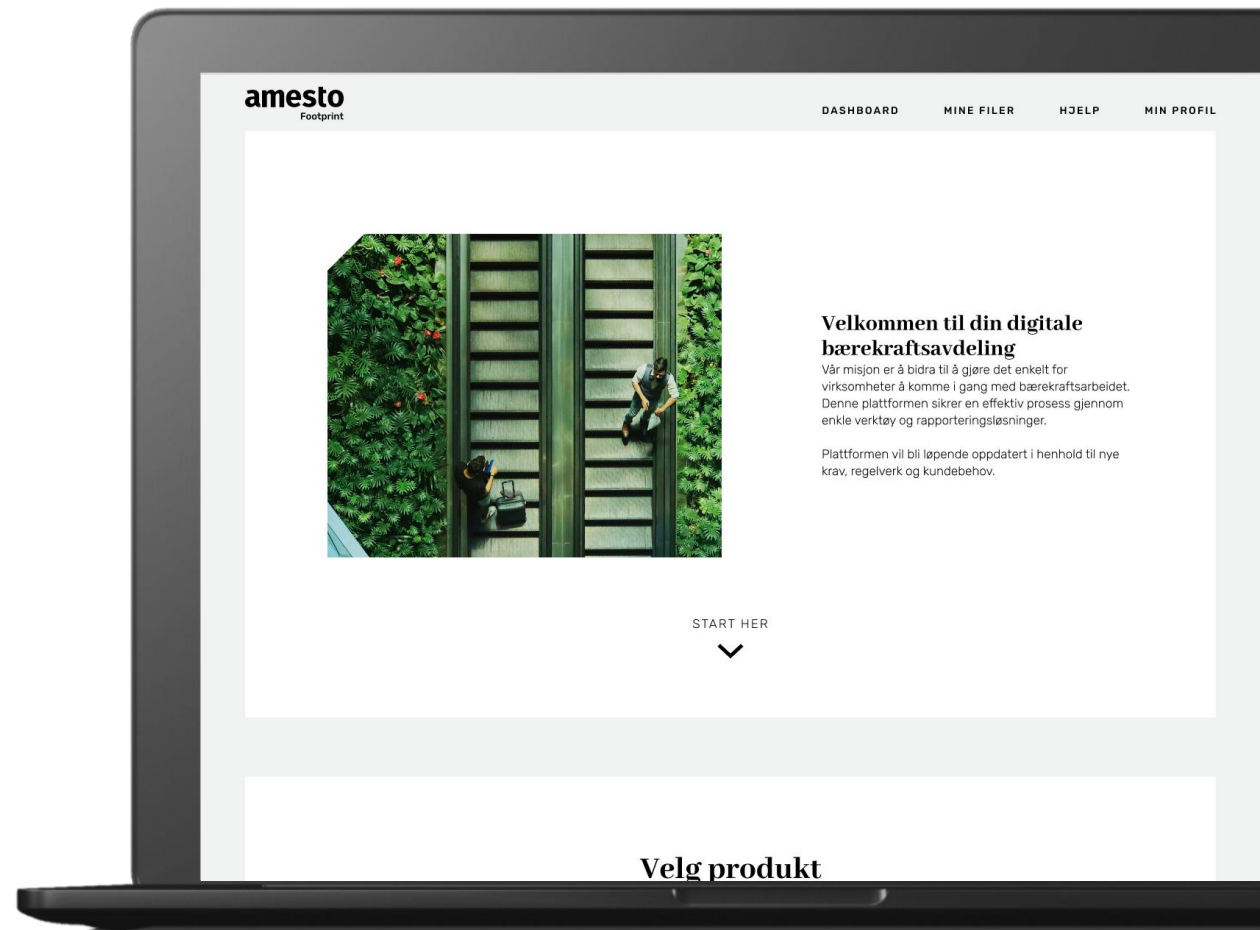 amesto
Footprint
DASHBOARD MINE FILER HJELP MIN PROFIL
Velkommen til din digitale
bærekraftsavdeling
Vår misjon er å bidra til å gjøre det enkelt for
virksomheter å komme i gang med bærekraftsarbeidet.
Denne plattformen sikrer en effektiv prosess gjennom
enkle verktøy og rapporteringsløsninger.
Plattformen vil bli løpende oppdatert i henhold til nye
krav, regelverk og kundebehov.
START HER
Velg produkt